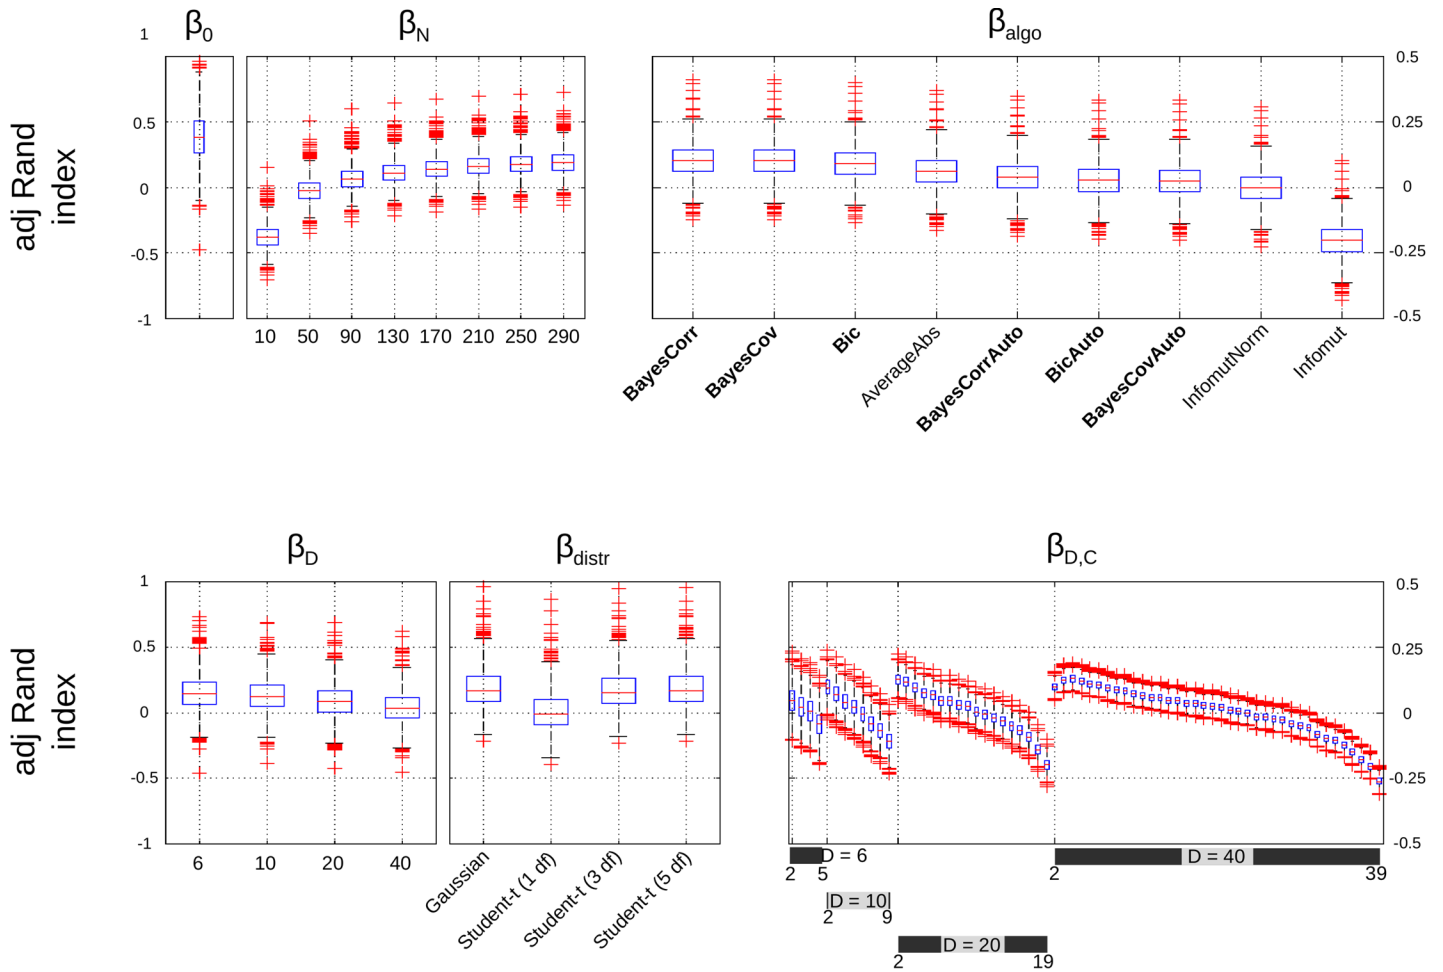 β0
βN
βalgo
1
0.5
0
-0.5
-1
adj Rand
index
0.5
0.25
0
-0.25
-0.5
10 50 90 130 170 210 250 290
BayesCorr
BayesCov
Bic
AverageAbs
BayesCorrAuto
BicAuto
BayesCovAuto
InfomutNorm
Infomut
βD
βdistr
βD,C
1
0.5
0
-0.5
-1
adj Rand
index
0.5
0.25
0
-0.25
-0.5
6 10 20 40
Gaussian
Student-t (1 df)
Student-t (3 df)
Student-t (5 df)
D = 6
2 5
D = 10
2 9
D = 20
2 19
D = 40
2 39